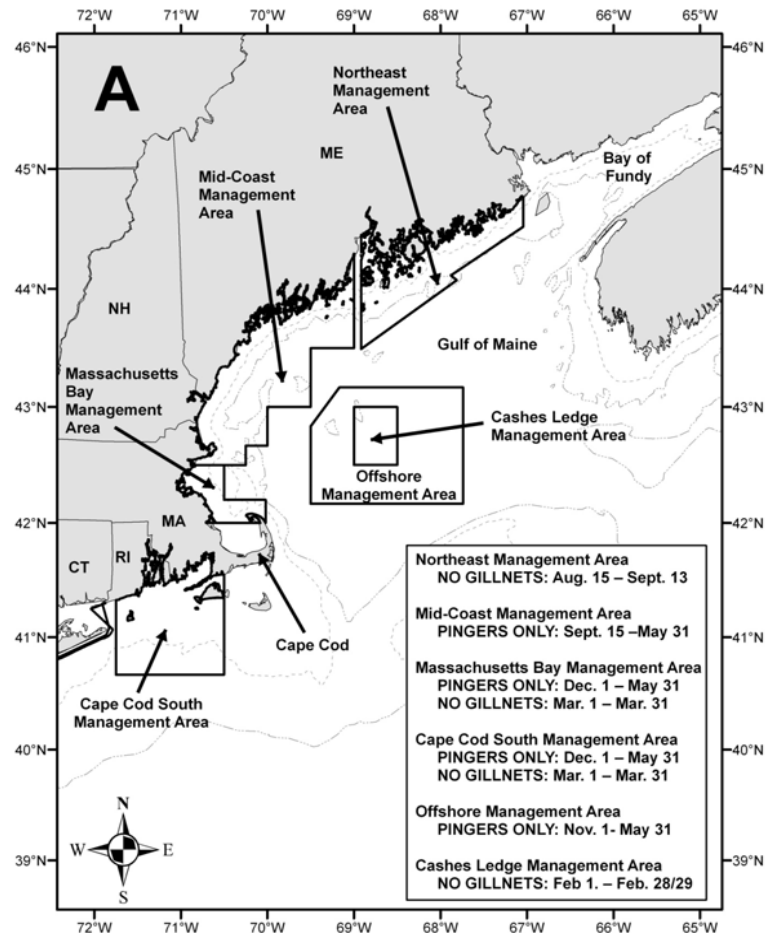 72°W 71°W 70°W 69°W 68°W 67°W 66°W 65°W
46°N 46°N
A
Northeast
Management
Area
ME
Bay of
Fundy
45°N 45°N
Mid-Coast
Management
Area
44°N 44°N
NH
Gulf of Maine
Massachusetts
Bay
Management
Area
43°N 43°N
Cashes Ledge
Management Area
Offshore
Management Area
42°N 42°N
MA
CT
RI
Cape Cod
41°N 41°N
Cape Cod South
Management Area
40°N 40°N
39°N 39°N
N
W E
S
Northeast Management Area
NO GILLNETS: Aug. 15 – Sept. 13
Mid-Coast Management Area
PINGERS ONLY: Sept. 15 –May 31
Massachusetts Bay Management Area
PINGERS ONLY: Dec. 1 – May 31
NO GILLNETS: Mar. 1 – Mar. 31
Cape Cod South Management Area
PINGERS ONLY: Dec. 1 – May 31
NO GILLNETS: Mar. 1 – Mar. 31
Offshore Management Area
PINGERS ONLY: Nov. 1- May 31
Cashes Ledge Management Area
NO GILLNETS: Feb 1. – Feb. 28/29
72°W 71°W 70°W 69°W 68°W 67°W 66°W 65°W